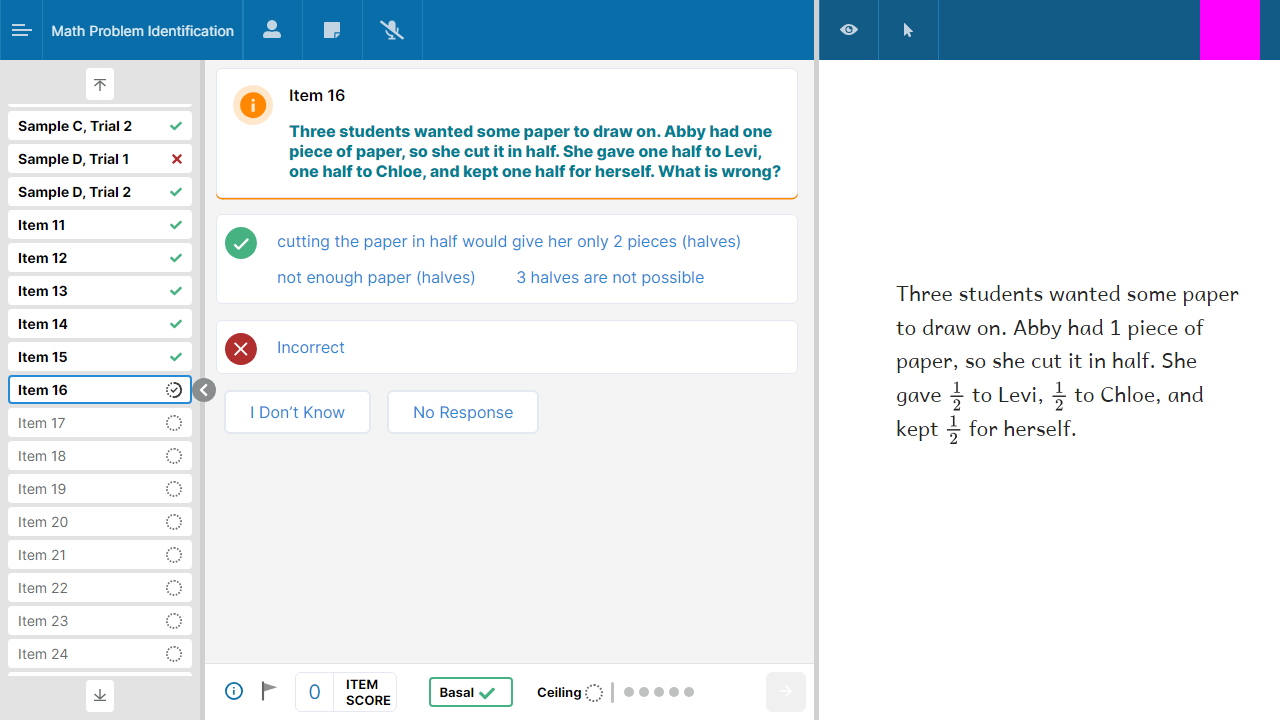 Math Problem Identification
Sample C, Trial 2
Sample D, Trial 1
Sample D, Trial 2
Item 11
Item 12
Item 13
Item 14
Item 15
Item 16
Item 17
Item 18
Item 19
Item 20
Item 21
Item 22
Item 23
Item 24
Item 16
Three students wanted some paper to draw on. Abby had one
piece of paper, so she cut it in half. She gave one half to Levi,
one half to Chloe, and kept one half for herself. What is wrong?
cutting the paper in half would give her only 2 pieces (halves)
not enough paper (halves) 3 halves are not possible
Incorrect
I Don’t Know No Response
0 ITEM
SCORE
Basal
Ceiling
Three students wanted some paper
to draw on. Abby had 1 piece of
paper, so she cut it in half. She
gave 1/2 to Levi, 1/2 to Chloe, and
kept 1/2 for herself.